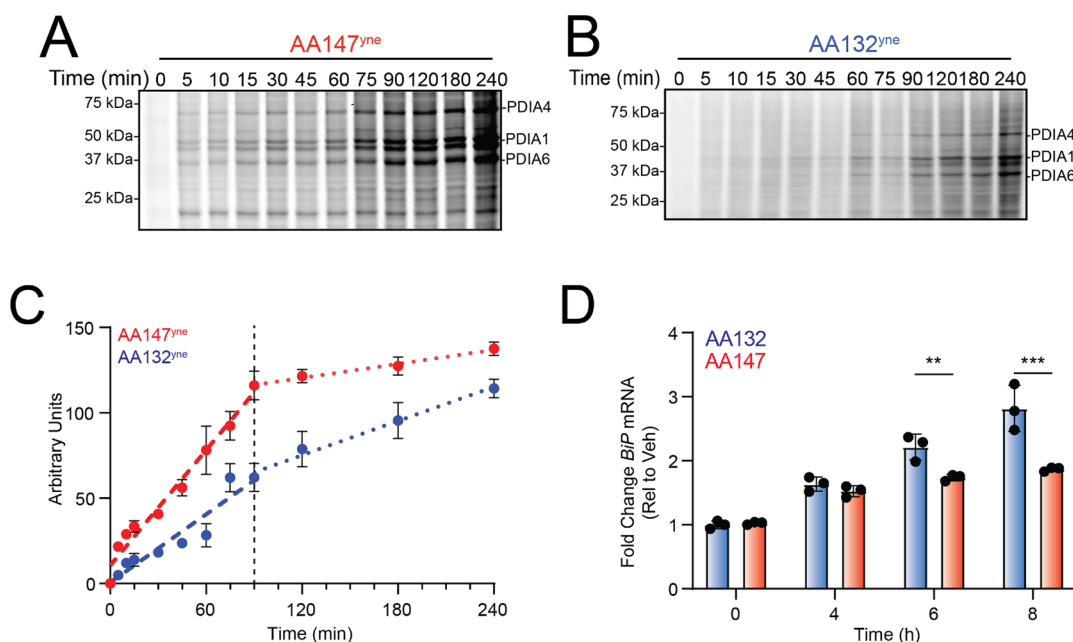 A
AA147yne
Time (min) 0 5 10 15 30 45 60 75 90 120 180 240
75 kDa
50 kDa
37 kDa
25 kDa
PDIA4
PDIA1
PDIA6
B
AA132yne
Time (min) 0 5 10 15 30 45 60 75 90 120 180 240
75 kDa
50 kDa
37 kDa
25 kDa
PDIA4
PDIA1
PDIA6
C
AA147yne
AA132yne
Arbitrary Units
150
100
50
0
0 60 120 180 240
Time (min)
D
AA132
AA147
** ***
Fold Change BiP mRNA
(Rel to Veh)
4
3
2
1
0
0 4 6 8
Time (h)